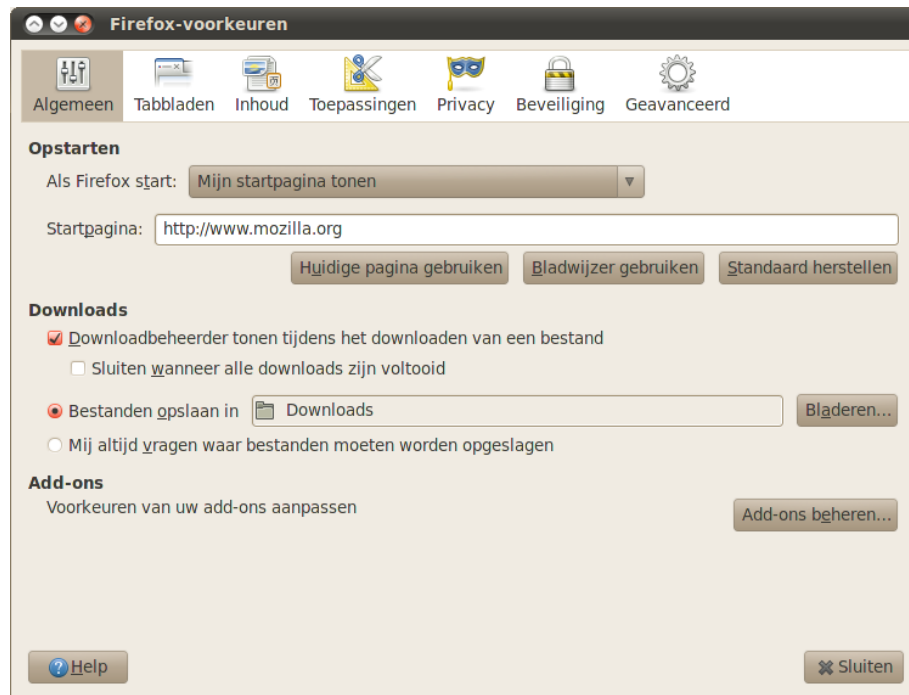 Firefox-voorkeuren
Algemeen Tabbladen Inhoud Toepassingen Privacy Beveiliging Geavanceerd
Opstarten
Als Firefox start: Mijn startpagina tonen
Startpagina: http://www.mozilla.org
Huidige pagina gebruiken Bladwijzer gebruiken Standaard herstellen
Downloads
Downloadbeheerder tonen tijdens het downloaden van een bestand
Sluiten wanneer alle downloads zijn voltooid
Bestanden opslaan in Downloads Bladeren...
Mij altijd vragen waar bestanden moeten worden opgeslagen
Add-ons
Voorkeuren van uw add-ons aanpassen
Add-ons beheren...
Help Sluiten